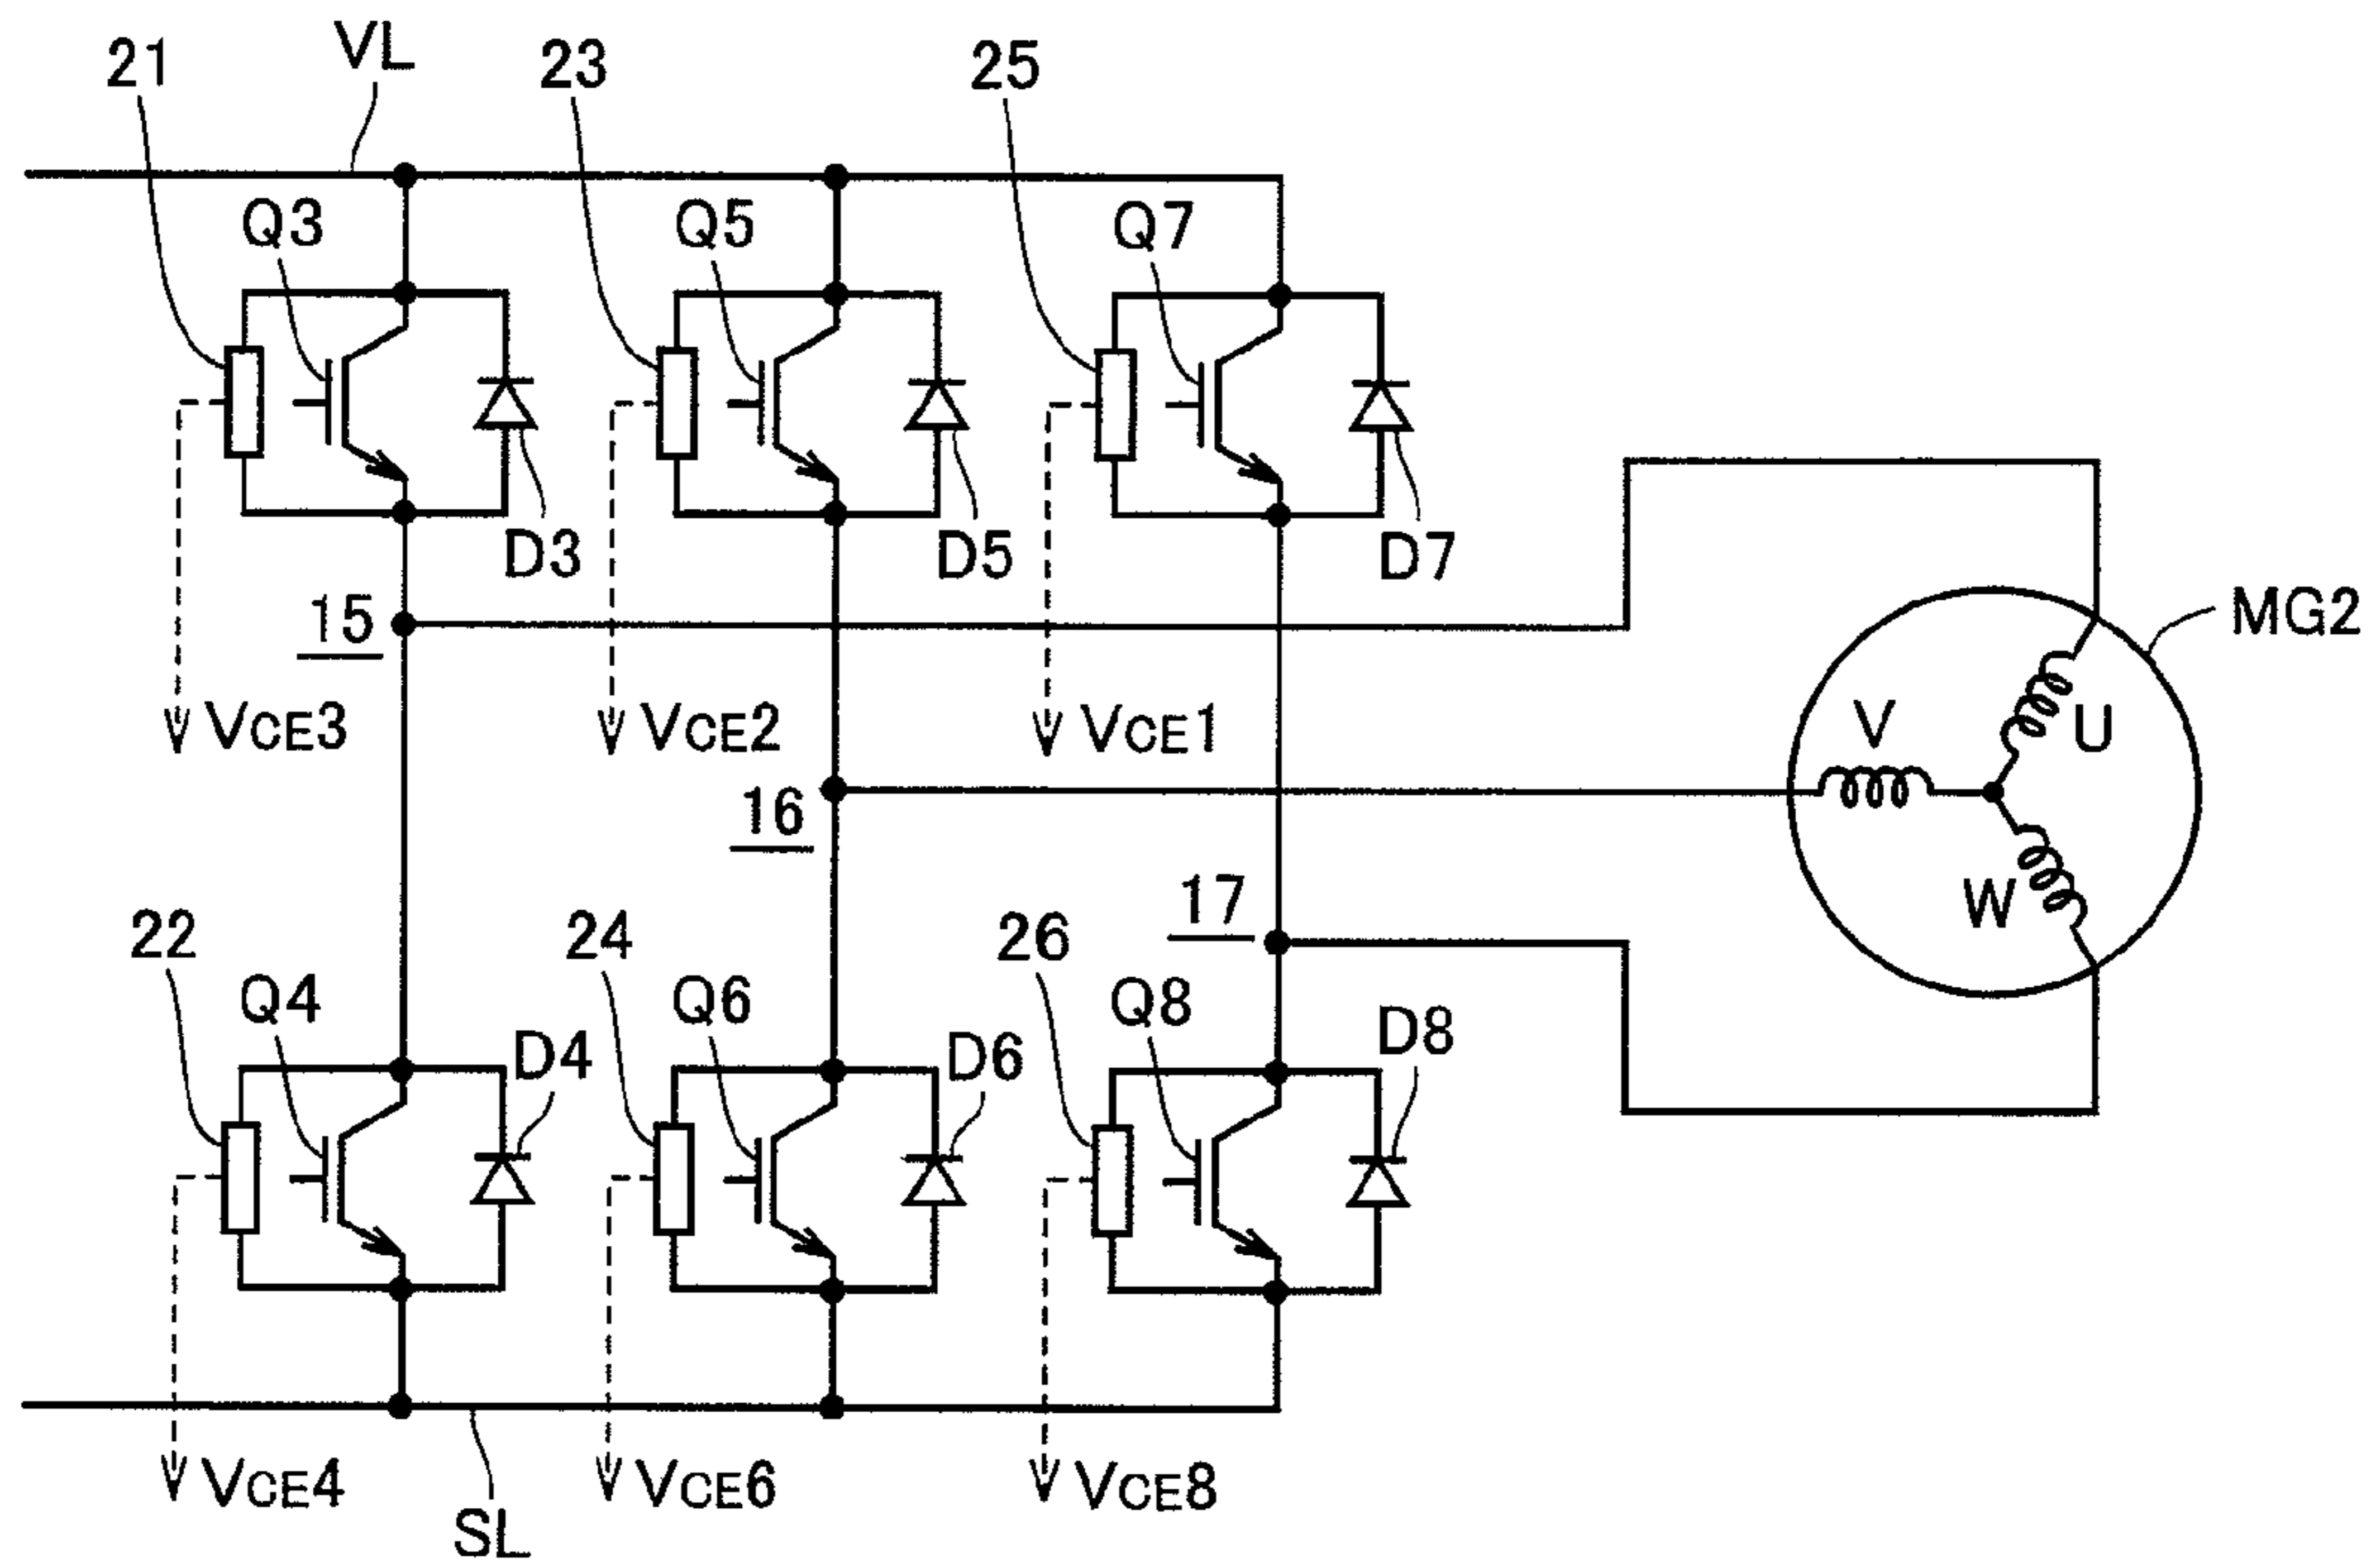 21
VL
23
25
Q3
Q5
Q7
D3
D5
D7
15
MG2
VCE3
VCE2
VCE1
V
U
16
W
17
22
24
26
Q4
Q6
Q8
D4
D6
D8
VCE4
VCE6
VCE8
SL